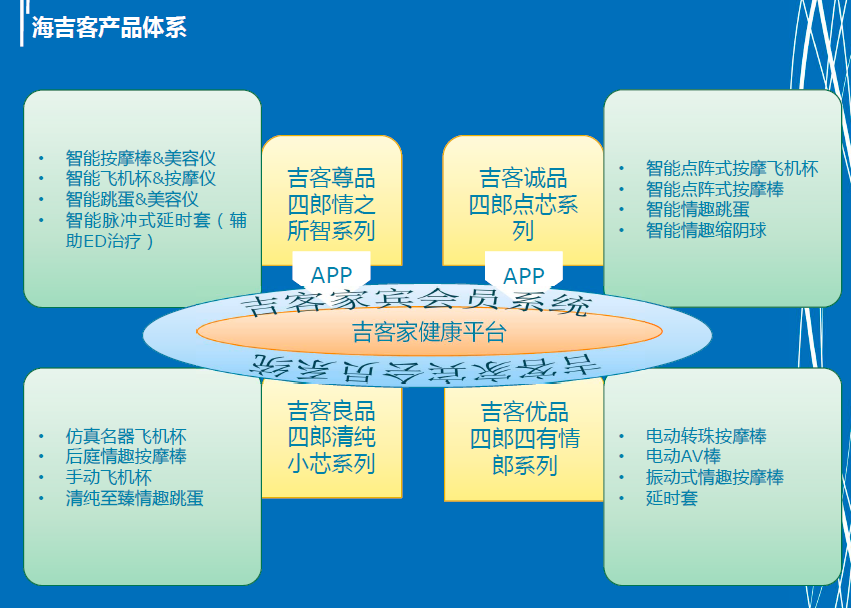 海吉客产品体系
• 智能按摩棒&美容仪
• 智能飞机杯&按摩仪
• 智能跳蛋&美容仪
• 智能脉冲式延时套（辅
助ED治疗）
吉客尊品
四郎情之
所智系列
APP
吉客诚品
四郎点芯系
列
APP
• 智能点阵式按摩飞机杯
• 智能点阵式按摩棒
• 智能情趣跳蛋
• 智能情趣缩阴球
吉客家宾会员系统
吉客家健康平台
吉客家宾会员系统
• 仿真名器飞机杯
• 后庭情趣按摩棒
• 手动飞机杯
• 清纯至臻情趣跳蛋
吉客良品
四郎清纯
小芯系列
吉客优品
四郎四有情
郎系列
• 电动转珠按摩棒
• 电动AV棒
• 振动式情趣按摩棒
• 延时套